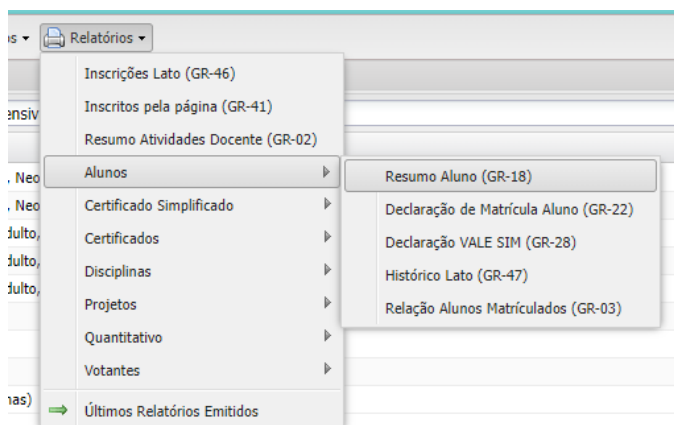 os Relatórios
Inscrições Lato (GR-46)
ensiv Inscritos pela página (GR-41)
Resumo Atividades Docente (GR-02)
, Neo Alunos Resumo Aluno (GR-18)
, Neo Certificado Simplificado Declaração de Matrícula Aluno (GR-22)
dulto, Certificados Declaração VALE SIM (GR-28)
dulto, Disciplinas Histórico Lato (GR-47)
dulto, Projetos Relação Alunos Matrículados (GR-03)
Quantitativo
Votantes
nas) Últimos Relatórios Emitidos